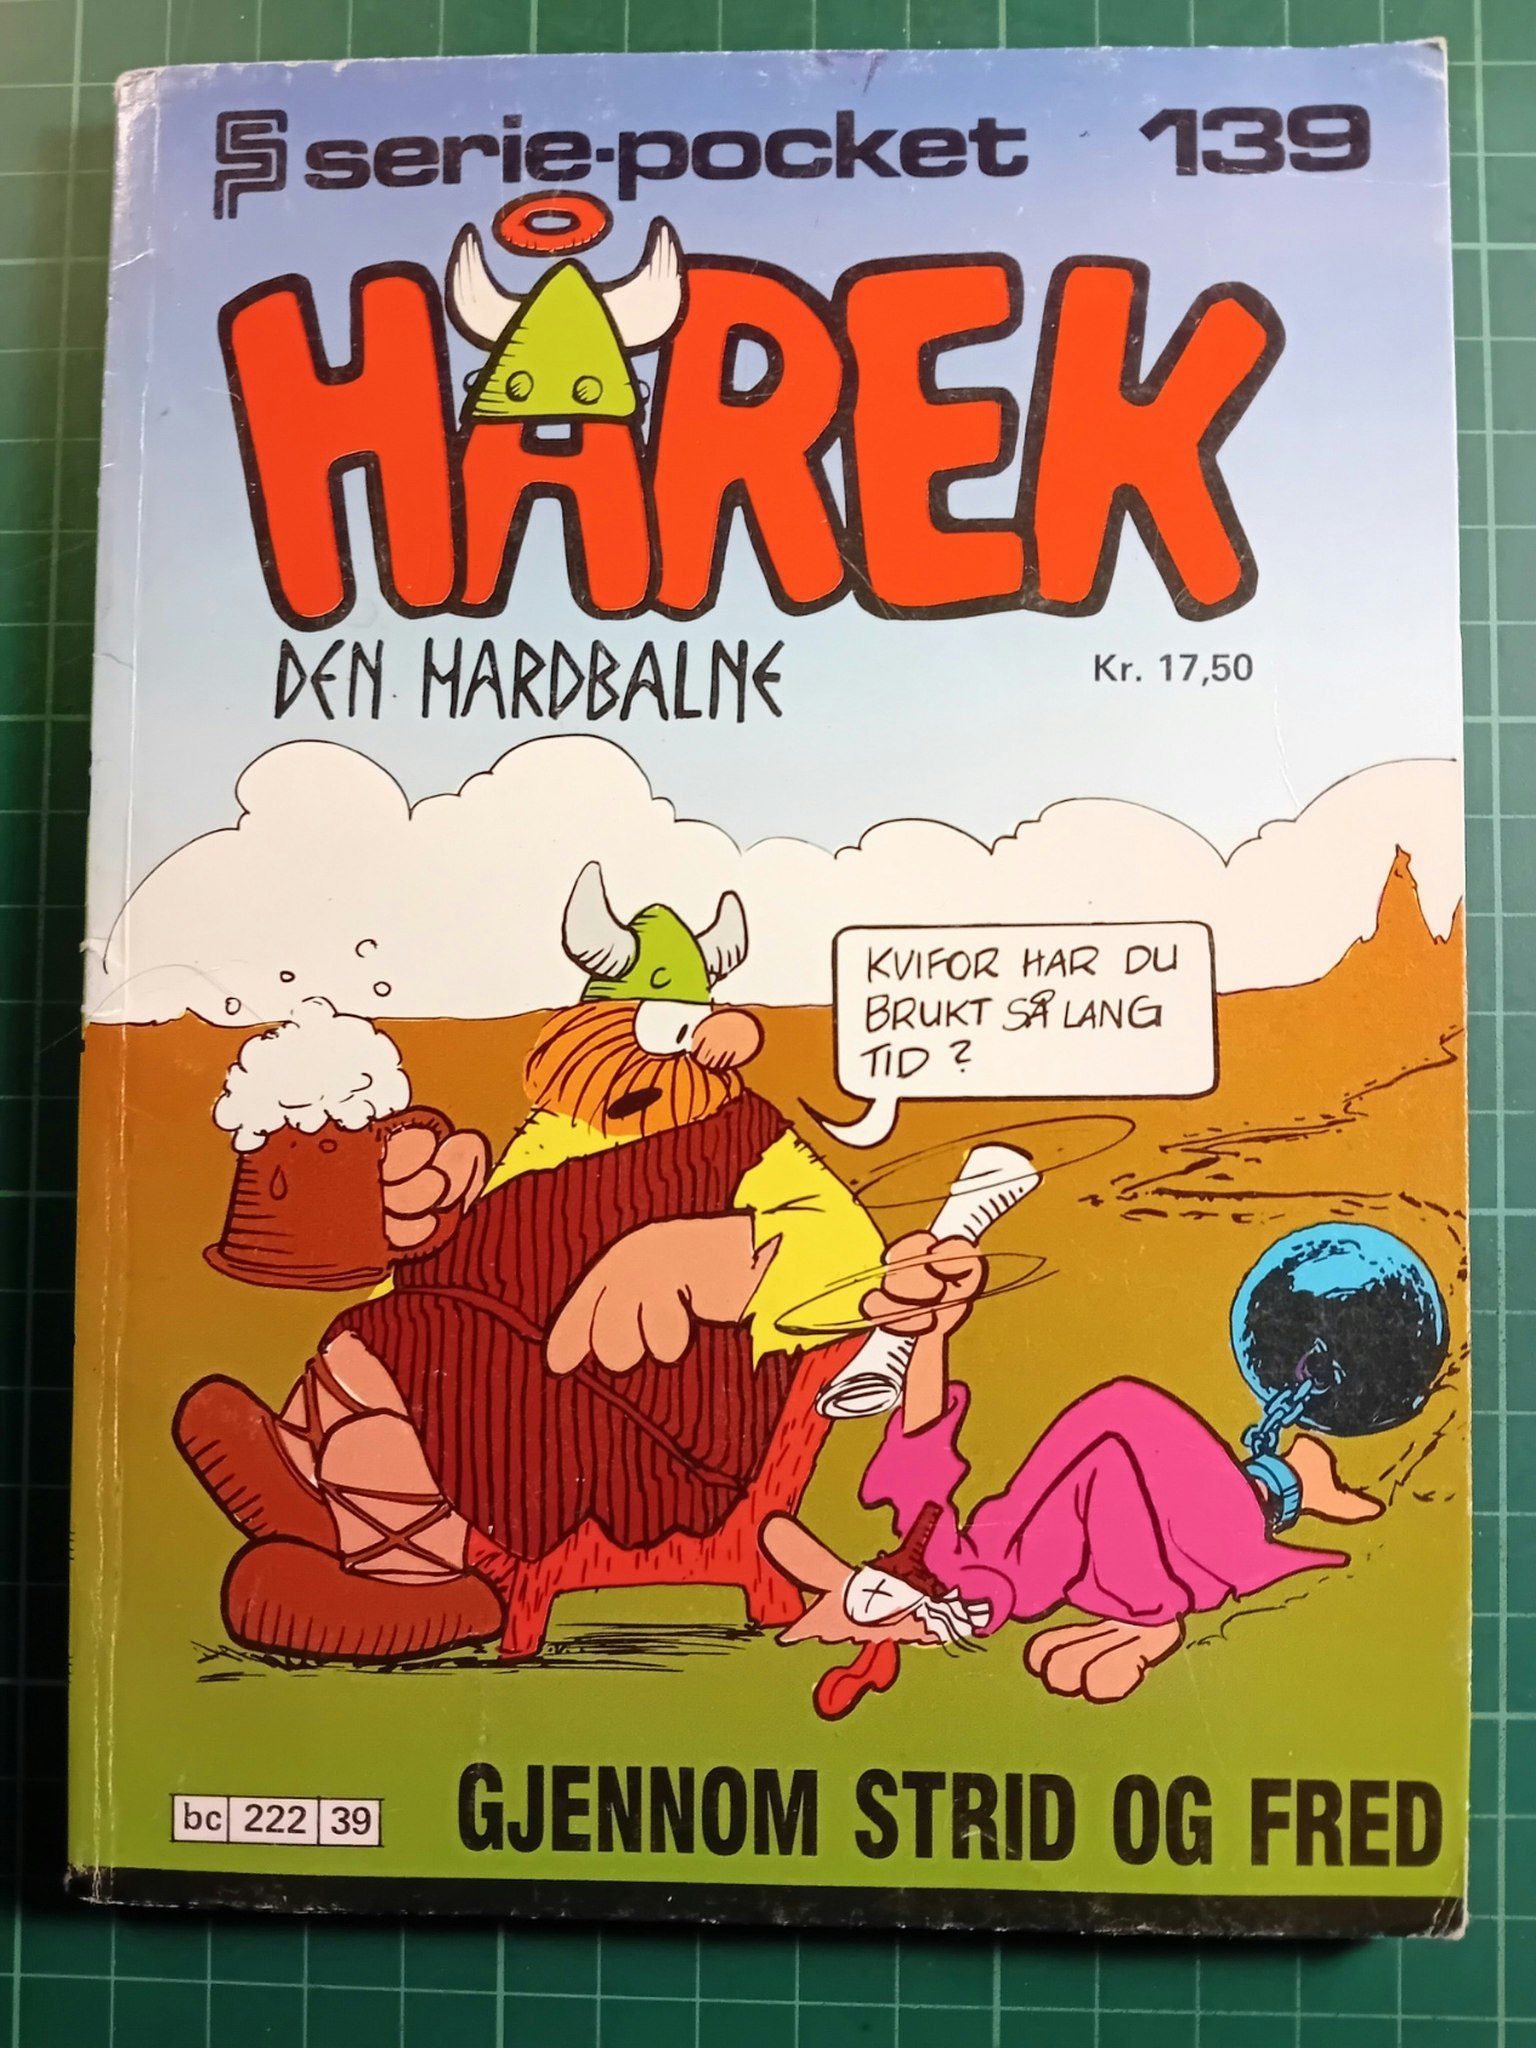 serie-pocket 139
HÅREK
DEN HARDBALNE
Kr. 17,50
KVIFOR HAR DU
BRUKT SÅ LANG
TID?
bc 222 39
GJENNOM STRID OG FRED